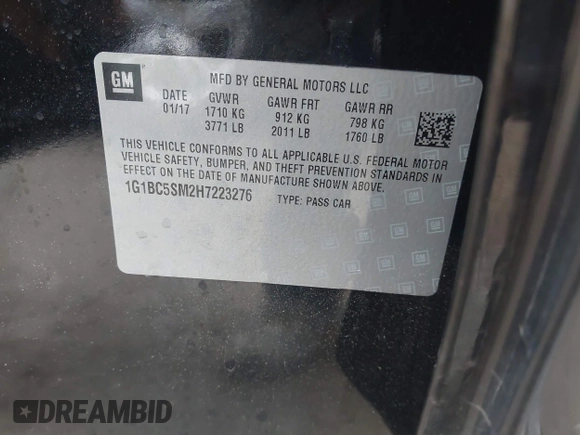 GM
MFD BY GENERAL MOTORS LLC
DATE GVWR GAWR FRT GAWR RR
01/17 1710 KG 912 KG 798 KG
3771 LB 2011 LB 1760 LB
THIS VEHICLE CONFORMS TO ALL APPLICABLE U.S. FEDERAL MOTOR
VEHICLE SAFETY, BUMPER, AND THEFT PREVENTION STANDARDS IN
EFFECT ON THE DATE OF MANUFACTURE SHOWN ABOVE.
1G1BC5SM2H7223276 TYPE: PASS CAR
DREAMBID